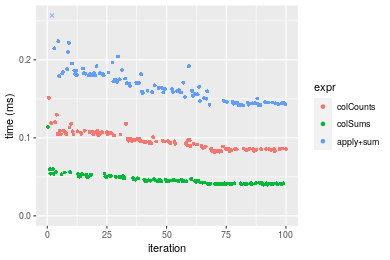 0.2
0.1
0.0
time (ms)
0
25
50
75
100
iteration
expr
colCounts
colSums
apply+sum